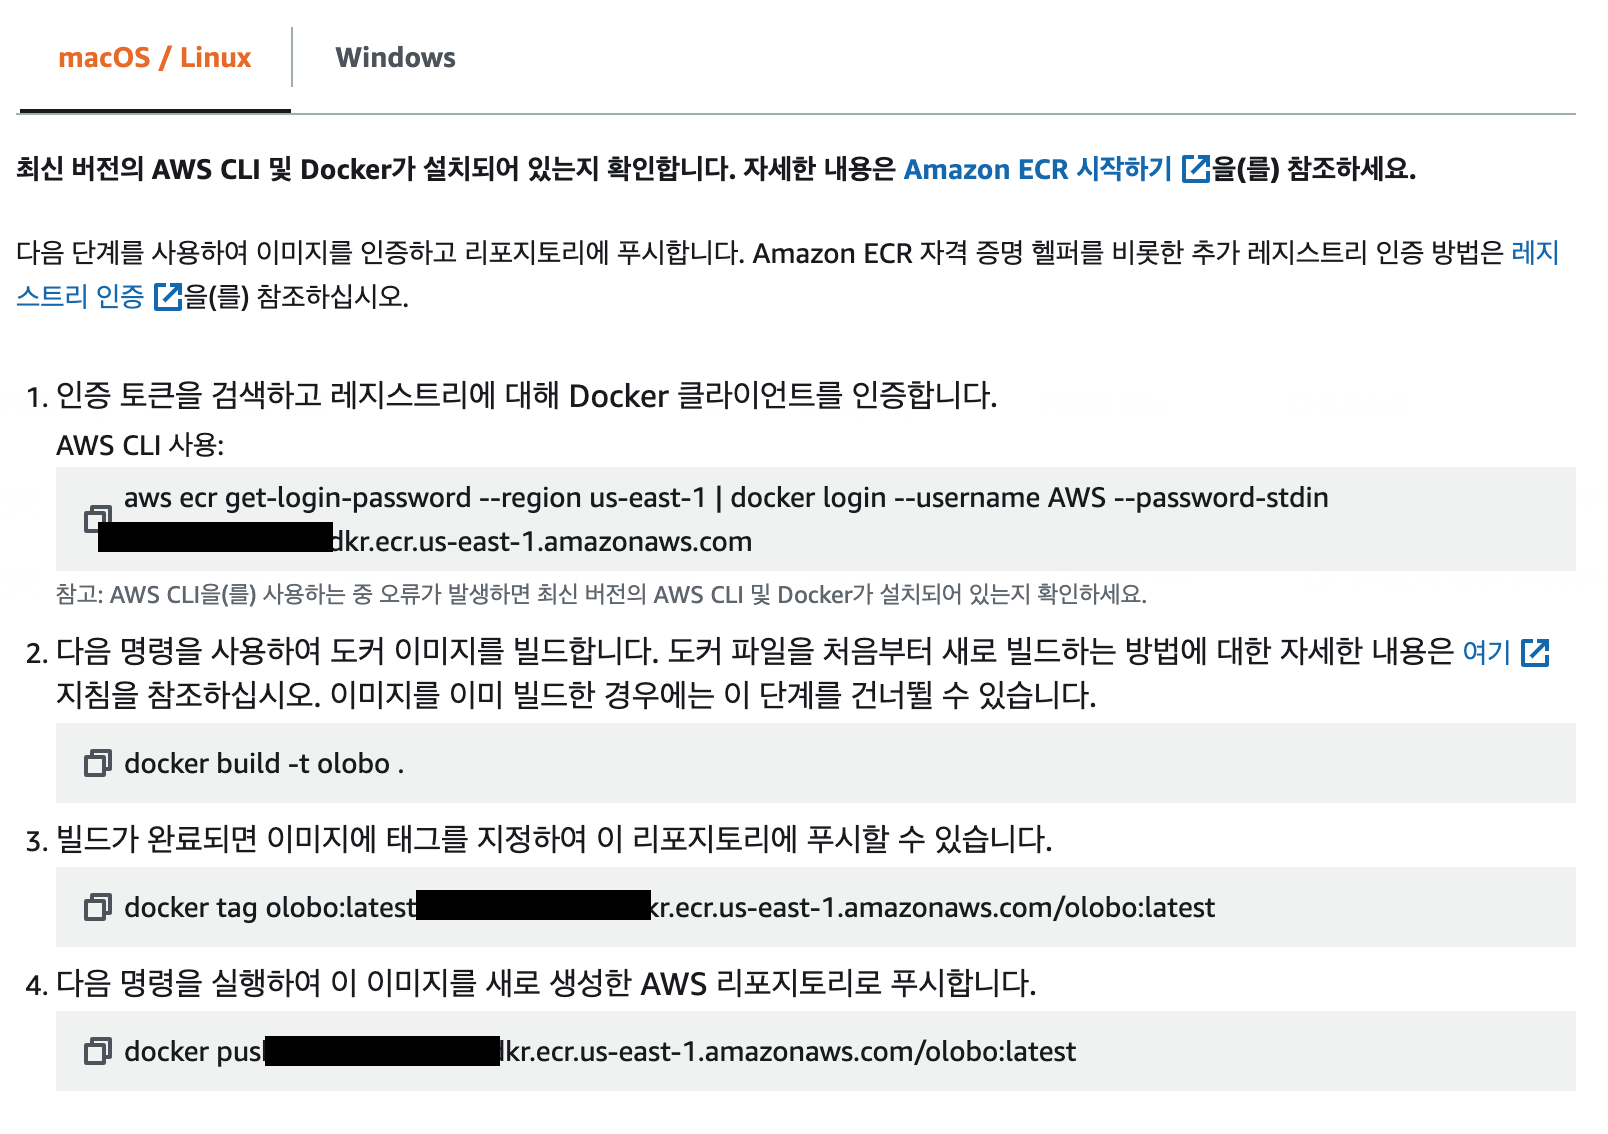 macOS / Linux
Windows
최신 버전의 AWS CLI 및 Docker가 설치되어 있는지 확인합니다. 자세한 내용은 Amazon ECR 시작하기 을(를) 참조하세요.
다음 단계를 사용하여 이미지를 인증하고 리포지토리에 푸시합니다. Amazon ECR 자격 증명 헬퍼를 비롯한 추가 레지스트리 인증 방법은 레지
스트리 인증 을(를) 참조하십시오.
1. 인증 토큰을 검색하고 레지스트리에 대해 Docker 클라이언트를 인증합니다.
AWS CLI 사용:
aws ecr get-login-password --region us-east-1 | docker login --username AWS --password-stdin
dkr.ecr.us-east-1.amazonaws.com
참고: AWS CLI을(를) 사용하는 중 오류가 발생하면 최신 버전의 AWS CLI 및 Docker가 설치되어 있는지 확인하세요.
2. 다음 명령을 사용하여 도커 이미지를 빌드합니다. 도커 파일을 처음부터 새로 빌드하는 방법에 대한 자세한 내용은 여기
지침을 참조하십시오. 이미지를 이미 빌드한 경우에는 이 단계를 건너뛸 수 있습니다.
docker build -t olobo .
3. 빌드가 완료되면 이미지에 태그를 지정하여 이 리포지토리에 푸시할 수 있습니다.
docker tag olobo:latest kr.ecr.us-east-1.amazonaws.com/olobo:latest
4. 다음 명령을 실행하여 이 이미지를 새로 생성한 AWS 리포지토리로 푸시합니다.
docker pus dkr.ecr.us-east-1.amazonaws.com/olobo:latest